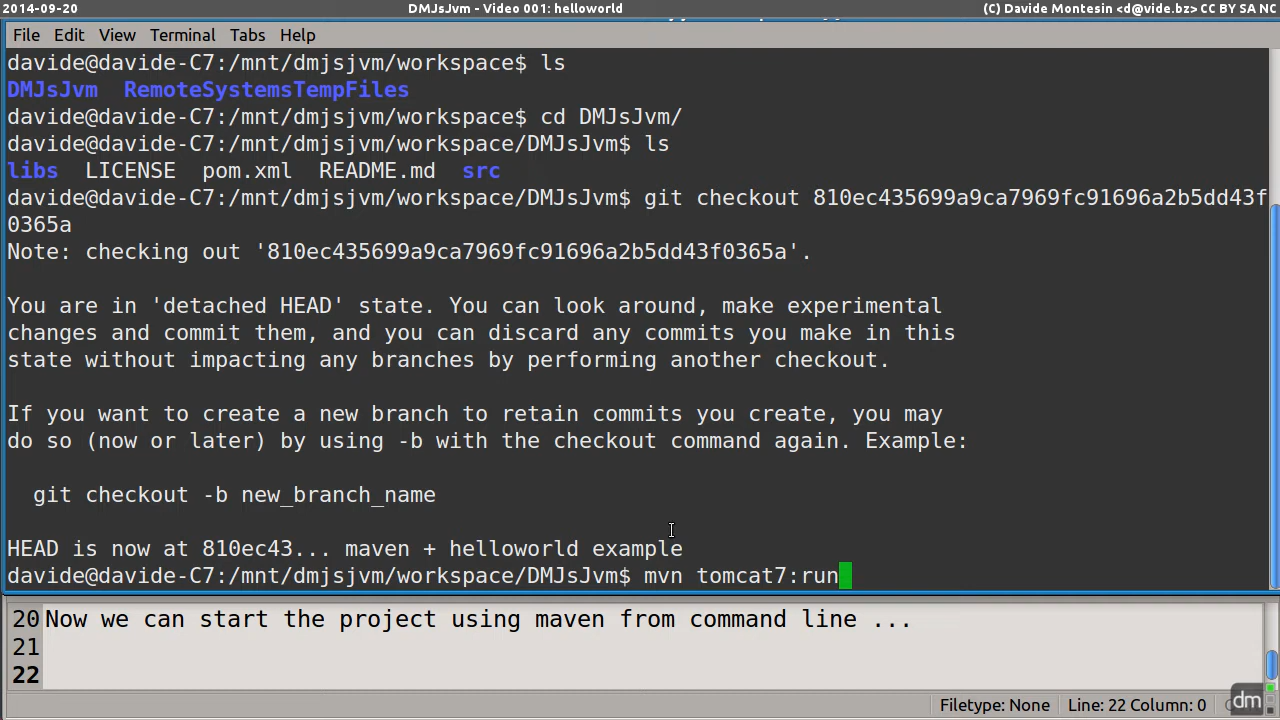 2014-09-20 DMJsJvm - Video 001: helloworld (C) Davide Montesin <d@vide.bz> CC BY SA NC
File Edit View Terminal Tabs Help
davide@davide-C7:/mnt/dmjsjvm/workspace$ ls
DMJsJvm RemoteSystemsTempFiles
davide@davide-C7:/mnt/dmjsjvm/workspace$ cd DMJsJvm/
davide@davide-C7:/mnt/dmjsjvm/workspace/DMJsJvm$ ls
libs LICENSE pom.xml README.md src
davide@davide-C7:/mnt/dmjsjvm/workspace/DMJsJvm$ git checkout 810ec435699a9ca7969fc91696a2b5dd43f
0365a
Note: checking out '810ec435699a9ca7969fc91696a2b5dd43f0365a'.
You are in 'detached HEAD' state. You can look around, make experimental
changes and commit them, and you can discard any commits you make in this
state without impacting any branches by performing another checkout.
If you want to create a new branch to retain commits you create, you may
do so (now or later) by using -b with the checkout command again. Example:
git checkout -b new_branch_name
HEAD is now at 810ec43... maven + helloworld example
davide@davide-C7:/mnt/dmjsjvm/workspace/DMJsJvm$ mvn tomcat7:run
20 Now we can start the project using maven from command line ...
21
22
Filetype: None Line: 22 Column: 0
dm